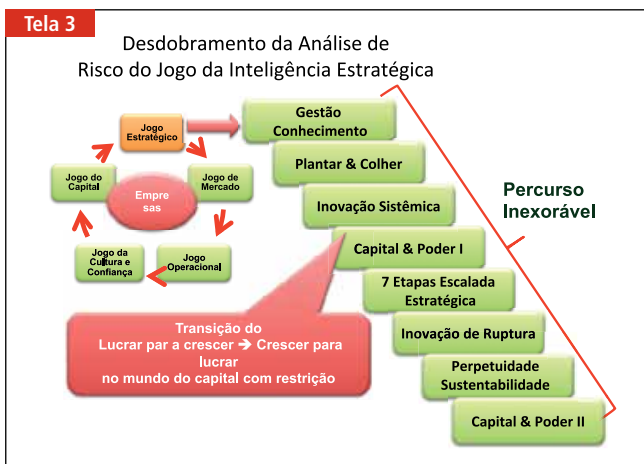 Tela 3
Desdobramento da Análise de
Risco do Jogo da Inteligência Estratégica
Jogo
Estratégico
Jogo do
Capital
Jogo de
Mercado
Empre
sas
Jogo da
Cultura e
Confiança
Jogo
Operacional
Gestão
Conhecimento
Plantar & Colher
Inovação Sistêmica
Capital & Poder I
7 Etapas Escalada
Estratégica
Inovação de Ruptura
Perpetuidade
Sustentabilidade
Capital & Poder II
Percurso
Inexorável
Transição do
Lucrar par a crescer → Crescer para
lucrar
no mundo do capital com restrição